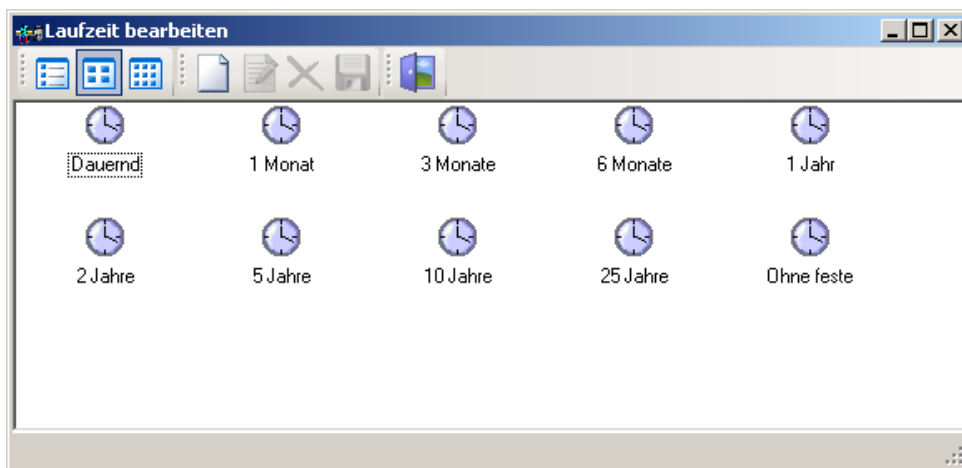 Laufzeit bearbeiten
Dauernd
1 Monat
3 Monate
6 Monate
1 Jahr
2 Jahre
5 Jahre
10 Jahre
25 Jahre
Ohne feste